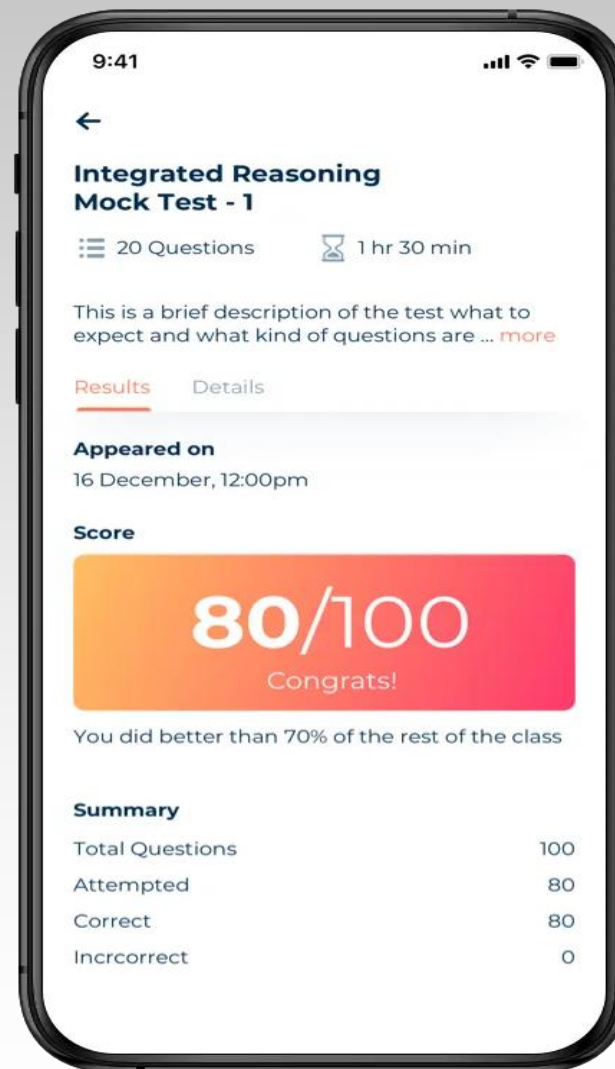 9:41
Integrated Reasoning
Mock Test - 1
20 Questions 1 hr 30 min
This is a brief description of the test what to
expect and what kind of questions are ... more
Results Details
Appeared on
16 December, 12:00pm
Score
80/100
Congrats!
You did better than 70% of the rest of the class
Summary
Total Questions 100
Attempted 80
Correct 80
Incrcorrect 0